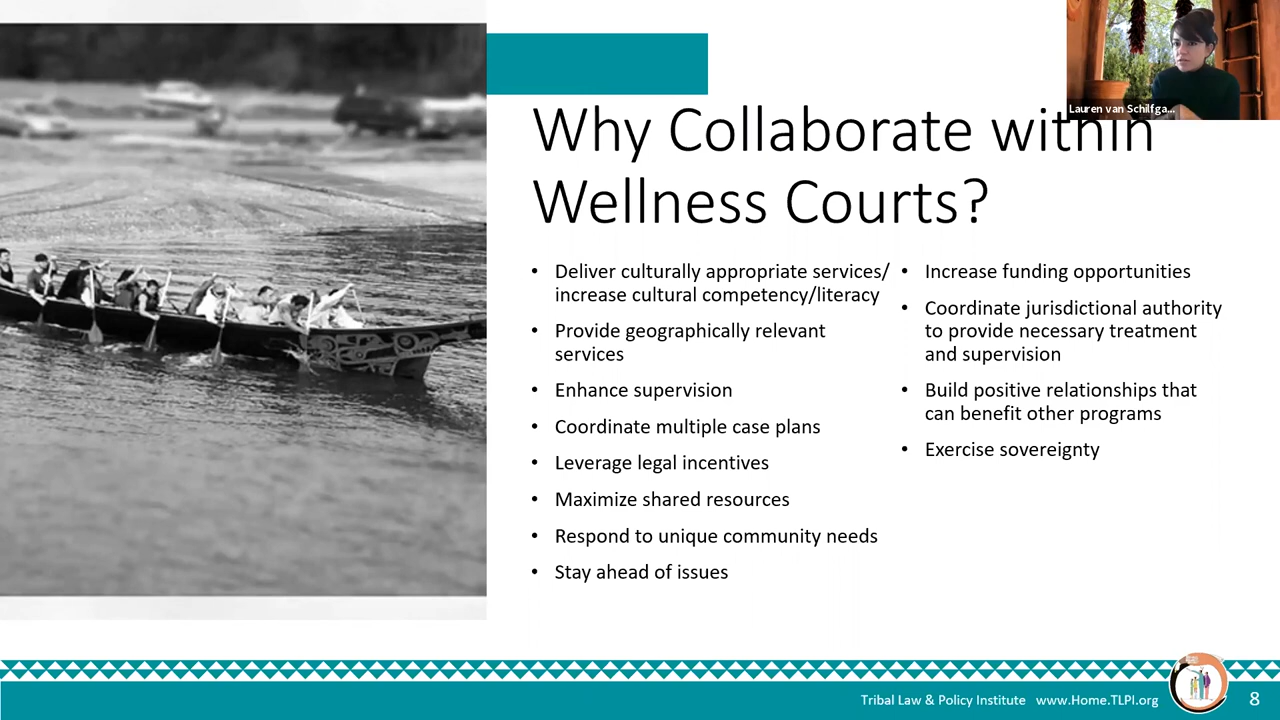 Lauren van Schilfga...
Why Collaborate within
Wellness Courts?
• Deliver culturally appropriate services/
increase cultural competency/literacy
• Provide geographically relevant
services
• Enhance supervision
• Coordinate multiple case plans
• Leverage legal incentives
• Maximize shared resources
• Respond to unique community needs
• Stay ahead of issues
• Increase funding opportunities
• Coordinate jurisdictional authority
to provide necessary treatment
and supervision
• Build positive relationships that
can benefit other programs
• Exercise sovereignty
Tribal Law & Policy Institute www.Home.TLPI.org
8